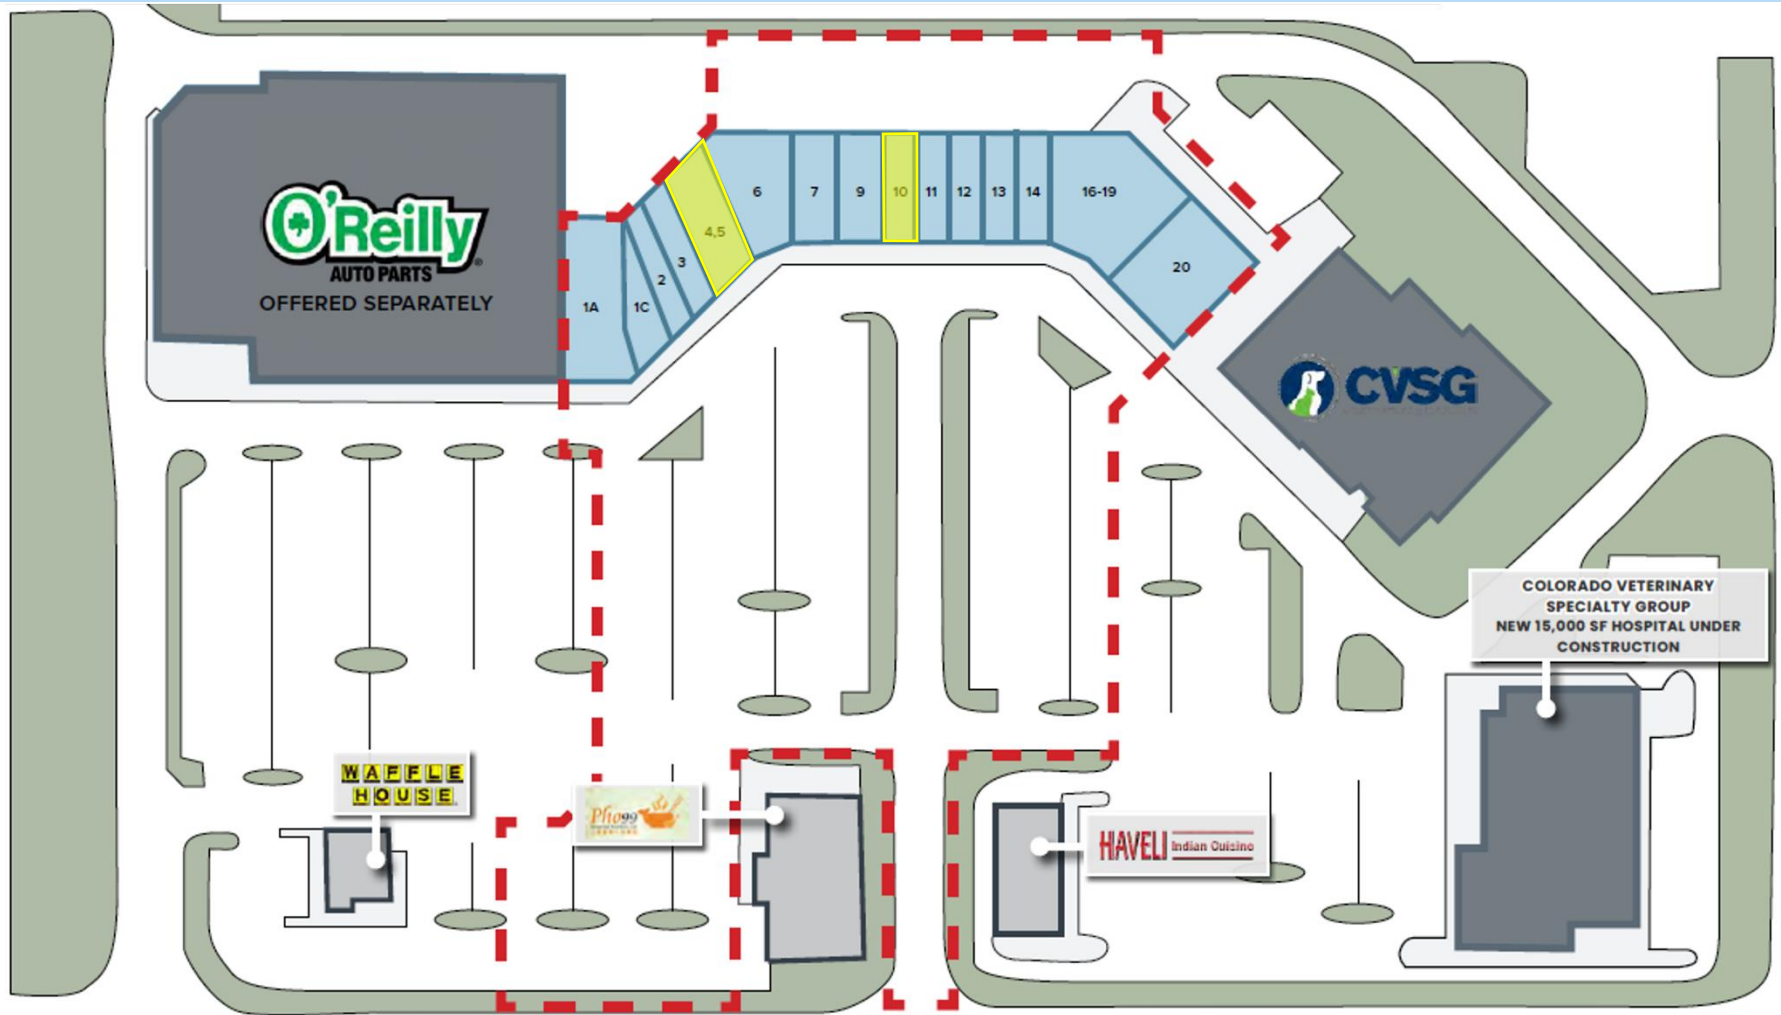 O'Reilly
AUTO PARTS
OFFERED SEPARATELY
1A
1C
2
3
4,5
6
7
9
10
11
12
13
14
16-19
20
CVSG
COLORADO VETERINARY
SPECIALTY GROUP
NEW 15,000 SF HOSPITAL UNDER
CONSTRUCTION
WAFFLE
HOUSE
Pho99
HAVELI Indian Cuisine